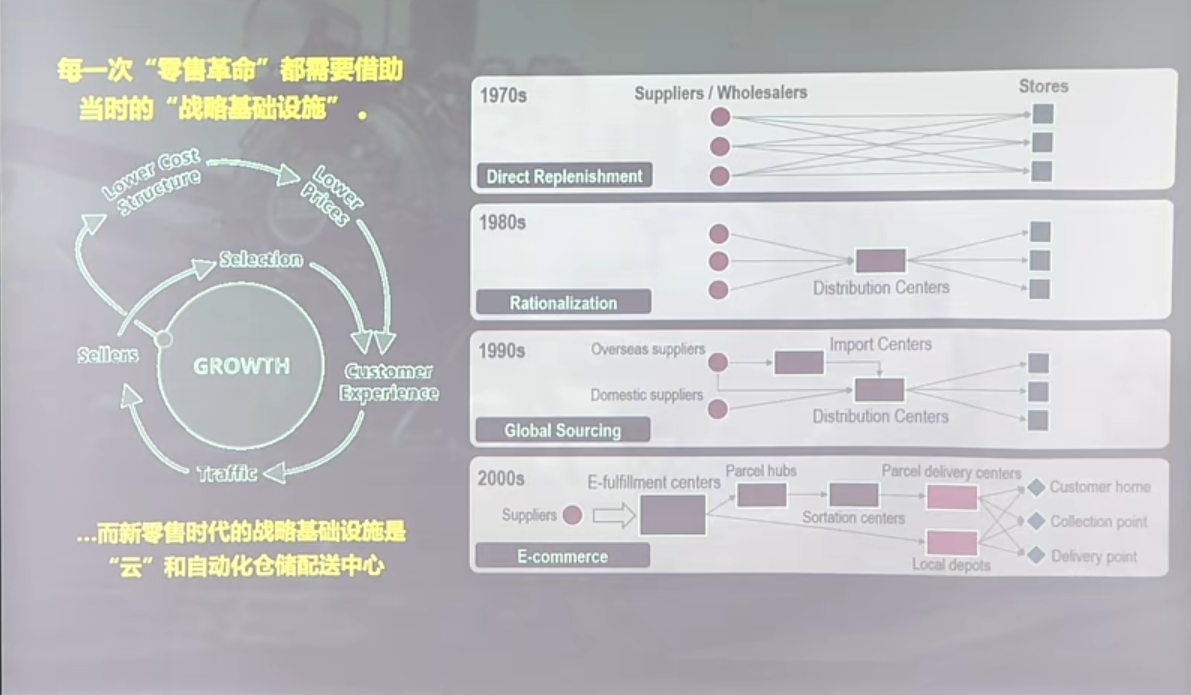 每一次“零售革命”都需要借助
当时的“战略基础设施”。
Lower Cost
Structure
Lower
Prices
Selection
Sellers
GROWTH
Customer
Experience
Traffic
...而新零售时代的战略基础设施是
“云”和自动化仓储配送中心
1970s
Suppliers / Wholesalers
Stores
Direct Replenishment
1980s
Distribution Centers
Rationalization
1990s
Overseas suppliers
Import Centers
Domestic suppliers
Distribution Centers
Global Sourcing
2000s
E-fulfillment centers
Parcel hubs
Parcel delivery centers
Customer home
Suppliers
Sortation centers
Collection point
E-commerce
Local depots
Delivery point